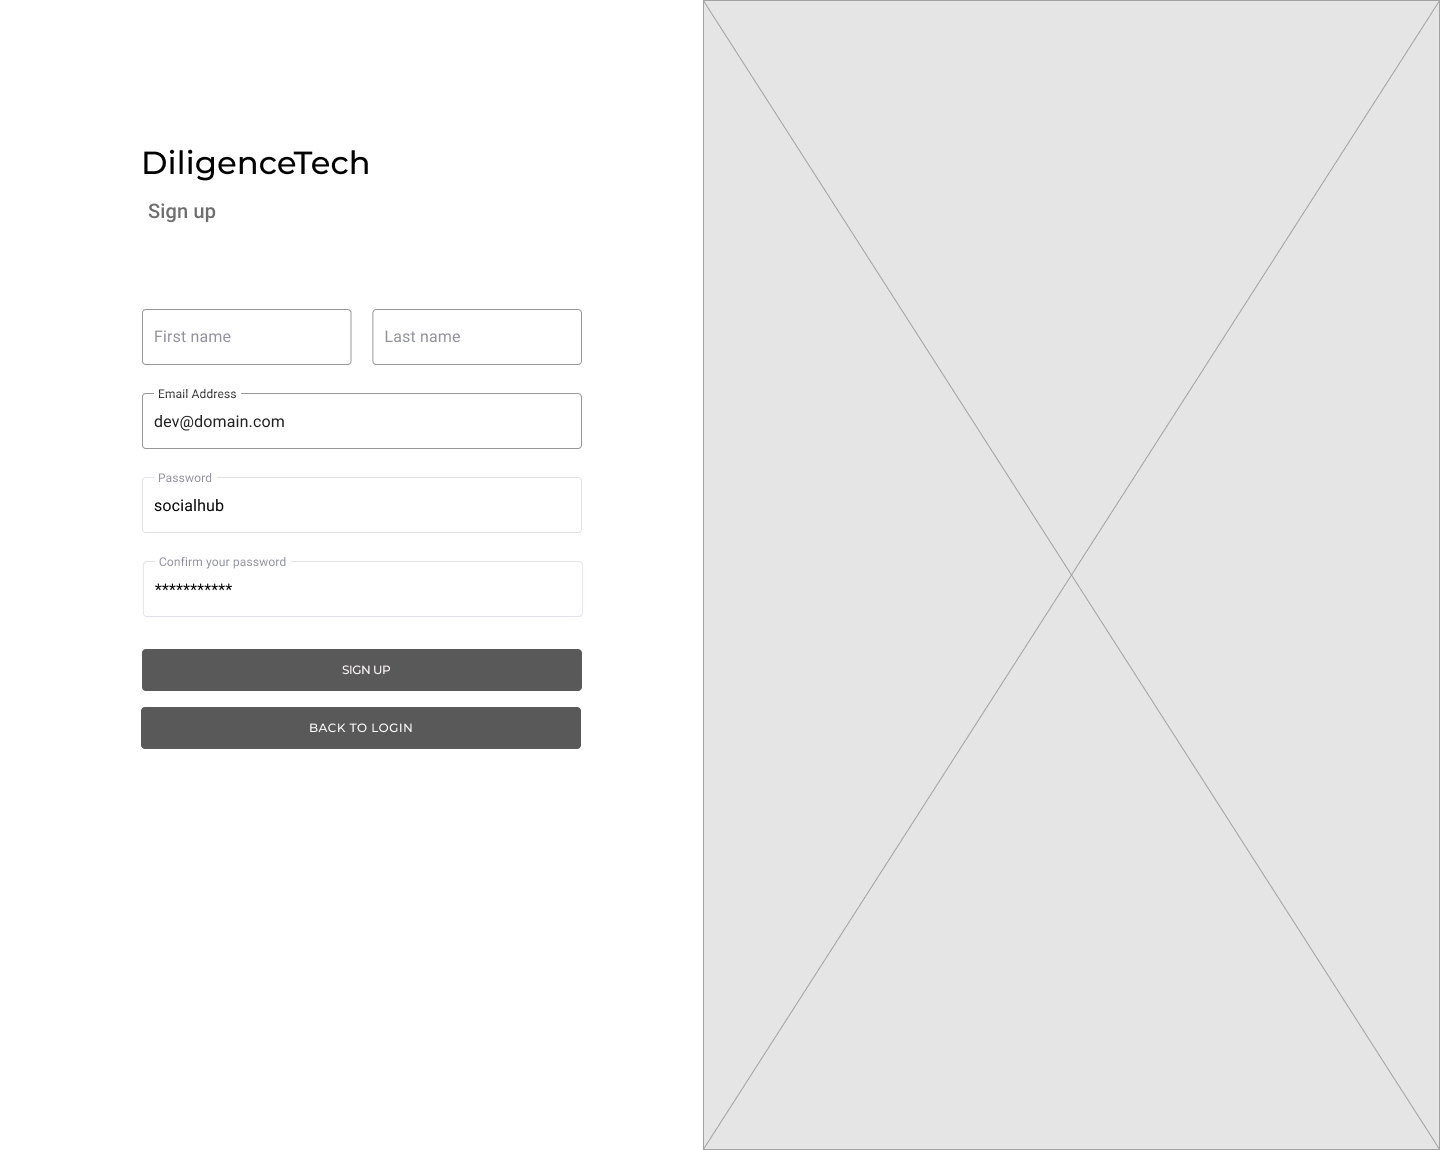 DiligenceTech
Sign up
First name
Last name
Email Address
dev@domain.com
Password
socialhub
Confirm your password
***********
SIGN UP
BACK TO LOGIN